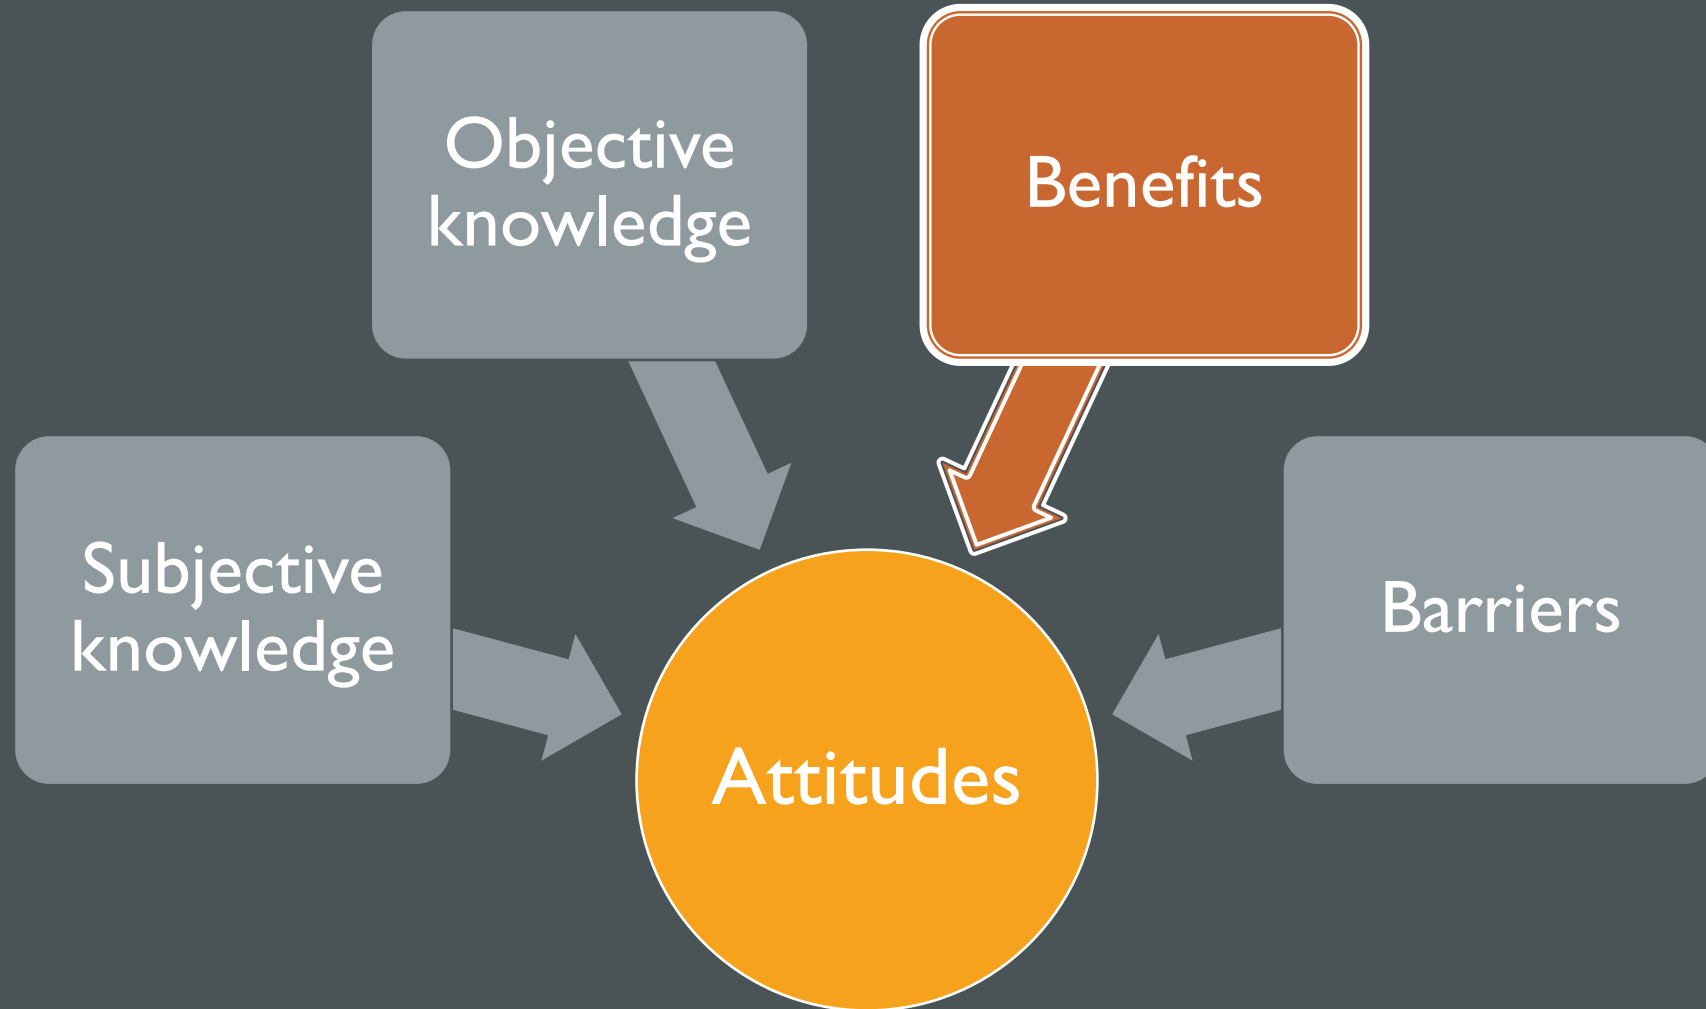 Objective
knowledge
Benefits
Subjective
knowledge
Barriers
Attitudes